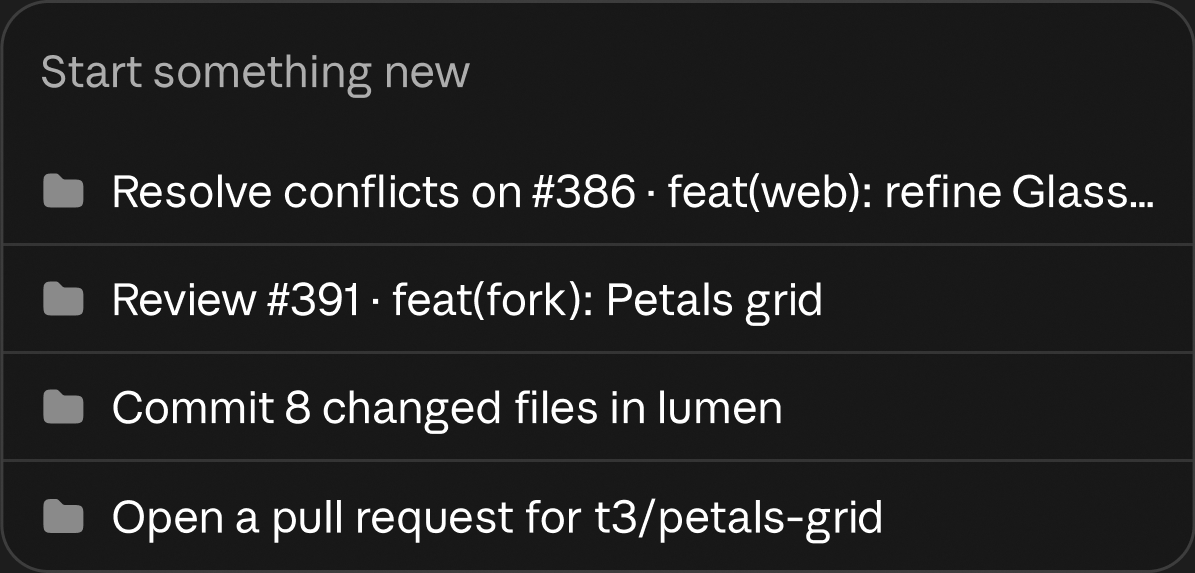 Start something new
Resolve conflicts on #386 · feat(web): refine Glass...
Review #391 · feat(fork): Petals grid
Commit 8 changed files in lumen
Open a pull request for t3/petals-grid